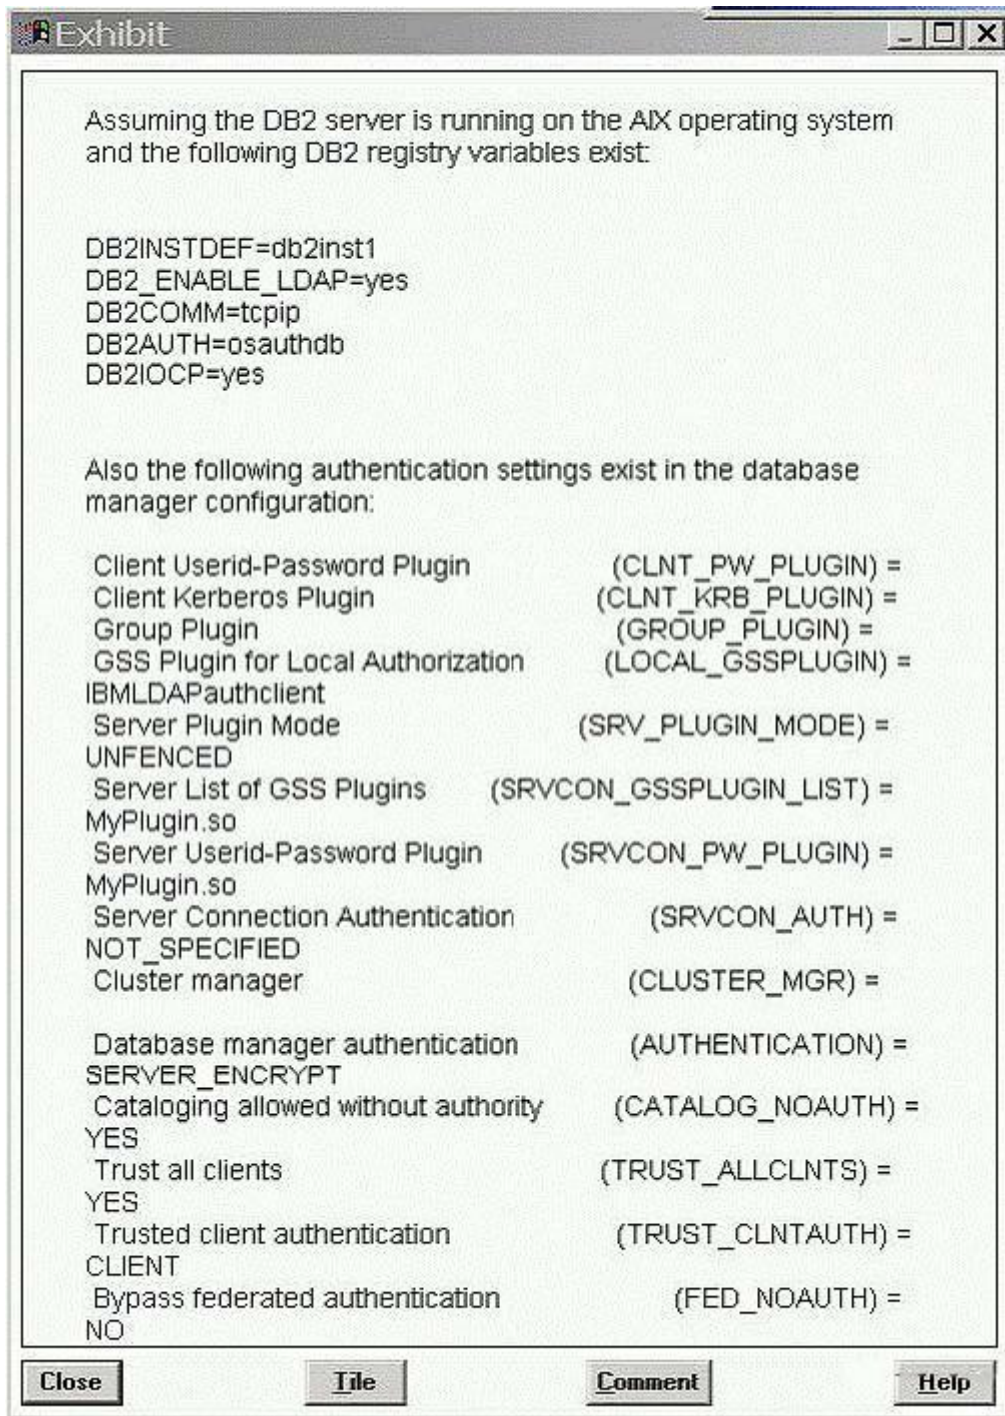 Exhibit
Assuming the DB2 server is running on the AIX operating system
and the following DB2 registry variables exist:
DB2INSTDEF=db2inst1
DB2_ENABLE_LDAP=yes
DB2COMM=tcpip
DB2AUTH=osauthdb
DB2IOCP=yes
Also the following authentication settings exist in the database
manager configuration:
Client Userid-Password Plugin (CLNT_PW_PLUGIN) =
Client Kerberos Plugin (CLNT_KRB_PLUGIN) =
Group Plugin (GROUP_PLUGIN) =
GSS Plugin for Local Authorization (LOCAL_GSSPLUGIN) =
IBMLDAPauthclient
Server Plugin Mode (SRV_PLUGIN_MODE) =
UNFENCED
Server List of GSS Plugins (SRVCON_GSSPLUGIN_LIST) =
MyPlugin.so
Server Userid-Password Plugin (SRVCON_PW_PLUGIN) =
MyPlugin.so
Server Connection Authentication (SRVCON_AUTH) =
NOT_SPECIFIED
Cluster manager (CLUSTER_MGR) =
Database manager authentication (AUTHENTICATION) =
SERVER_ENCRYPT
Cataloging allowed without authority (CATALOG_NOAUTH) =
YES
Trust all clients (TRUST_ALLCLNTS) =
YES
Trusted client authentication (TRUST_CLNTAUTH) =
CLIENT
Bypass federated authentication (FED_NOAUTH) =
NO
Close Tile Comment Help